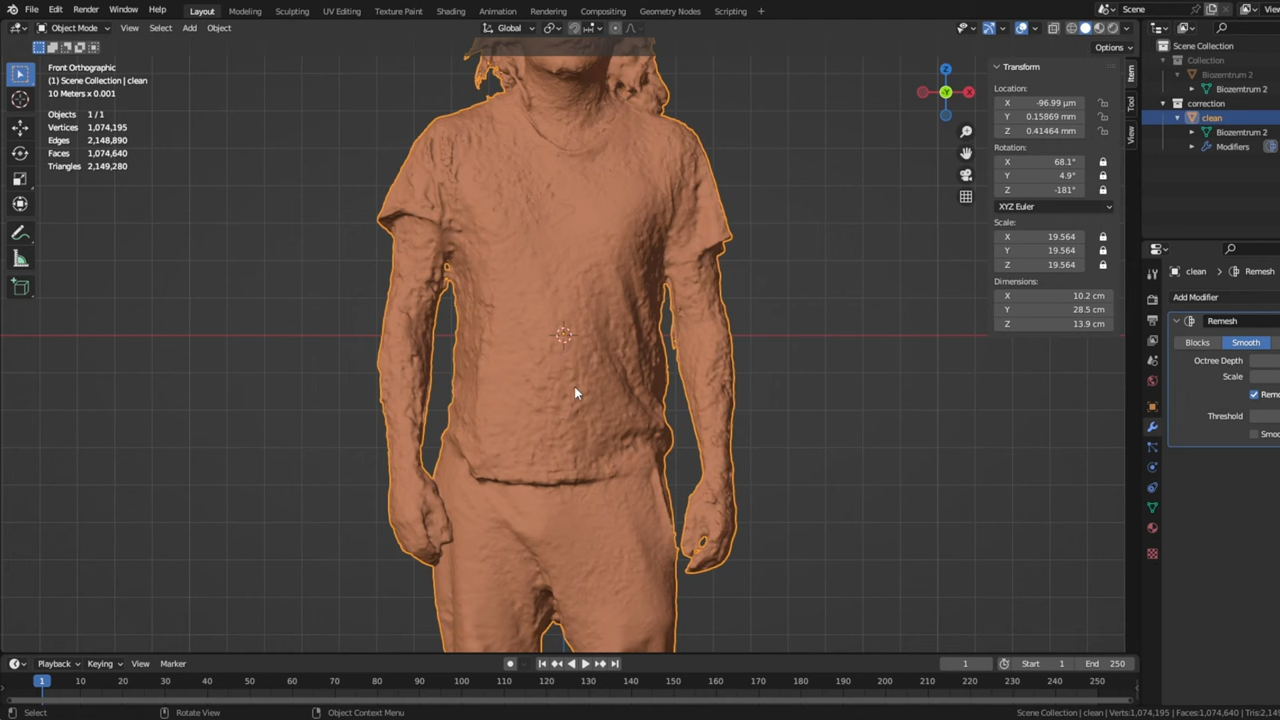 File Edit Render Window Help Layout Modeling Sculpting UV Editing Texture Paint Shading Animation Rendering Compositing Geometry Nodes Scripting + Scene
Object Mode View Select Add Object Global
Options
Front Orthographic
(1) Scene Collection | clean
10 Meters x 0.001
Objects 1 / 1
Vertices 1,074,195
Edges 2,148,890
Faces 1,074,640
Triangles 2,149,280
Z
Y
X
Transform
Location:
X -96.99 µm
Y 0.15869 mm
Z 0.41464 mm
Rotation:
X 68.1°
Y 4.9°
Z -181°
XYZ Euler
Scale:
X 19.564
Y 19.564
Z 19.564
Dimensions:
X 10.2 cm
Y 28.5 cm
Z 13.9 cm
Item
Tool
View
Scene Collection
Collection
Biozemtrum 2
Biozemtrum 2
correction
clean
Biozemtrum 2
Modifiers
clean > Remesh
Add Modifier
Remesh
Blocks Smooth
Octree Depth
Scale
Threshold
Playback Keying View Marker
1 Start 1 End 250
1 10 20 30 40 50 60 70 80 90 100 110 120 130 140 150 160 170 180 190 200 210 220 230 240 250
Select Rotate View Object Context Menu
Scene Collection | clean | Verts:1,074,195 | Faces:1,074,640 |